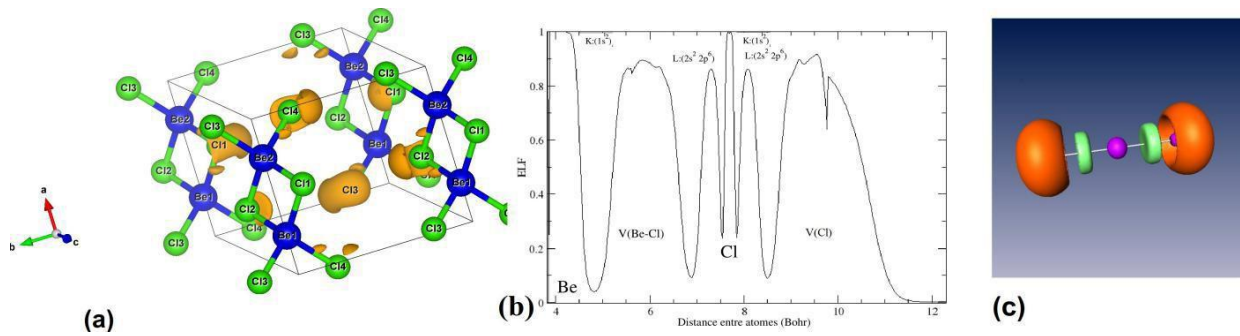 Cl4
Cl3
Be2
Cl4
Cl4
Cl3
Cl3
Be2
Be2
Cl4
Cl1
Cl2
Cl3
Cl1
Be2
Be1
Cl1
Cl2
Cl2
Cl1
Be1
Cl3
Be1
Cl2
Cl4
Be1
Cl3
Cl3
Cl4
Cl3
a
b
c
(a)
K:(1s²)
L:(2s² 2p⁶)
K:(1s²)
L:(2s² 2p⁶)
1
0.8
0.6
0.4
0.2
0
ELF
V(Be-Cl)
Cl
V(Cl)
Be
4
6
8
10
12
Distance entre atomes (Bohr)
(b)
(c)